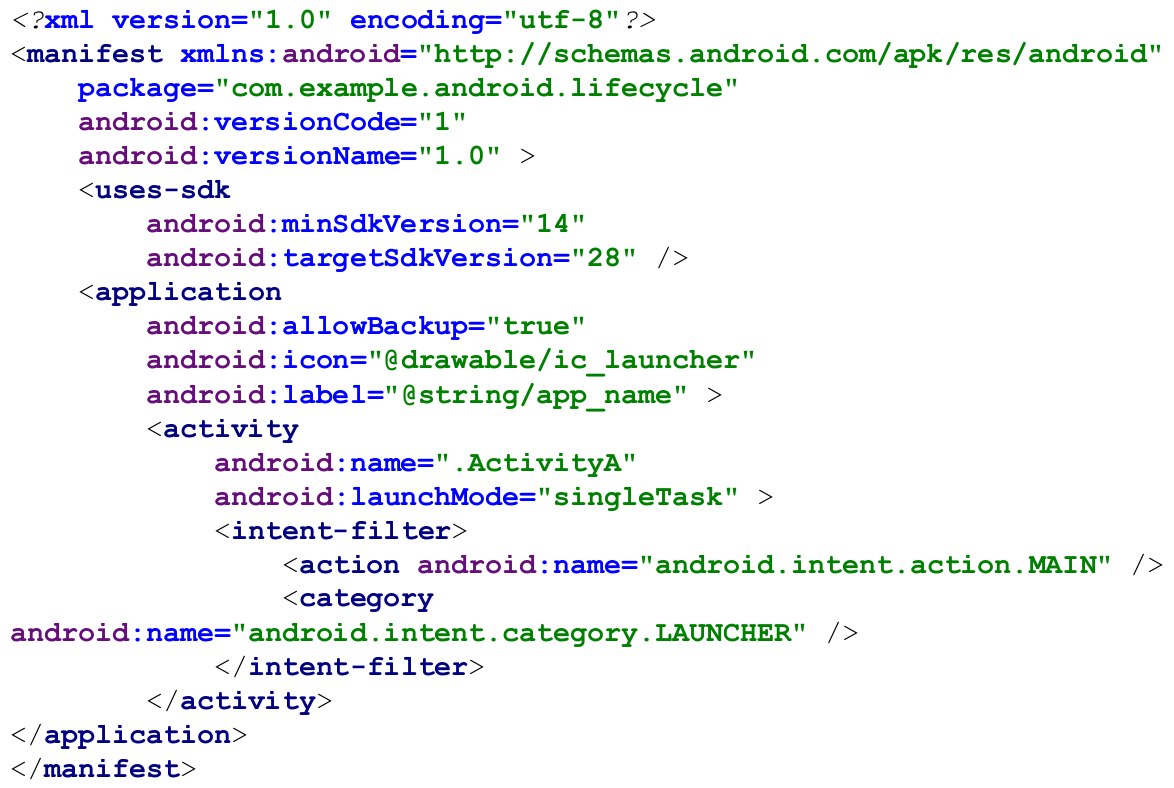 <?xml version="1.0" encoding="utf-8"?>
<manifest xmlns:android="http://schemas.android.com/apk/res/android"
    package="com.example.android.lifecycle"
    android:versionCode="1"
    android:versionName="1.0" >
    <uses-sdk
        android:minSdkVersion="14"
        android:targetSdkVersion="28" />
    <application
        android:allowBackup="true"
        android:icon="@drawable/ic_launcher"
        android:label="@string/app_name" >
        <activity
            android:name=".ActivityA"
            android:launchMode="singleTask" >
            <intent-filter>
                <action android:name="android.intent.action.MAIN" />
                <category
android:name="android.intent.category.LAUNCHER" />
            </intent-filter>
        </activity>
</application>
</manifest>